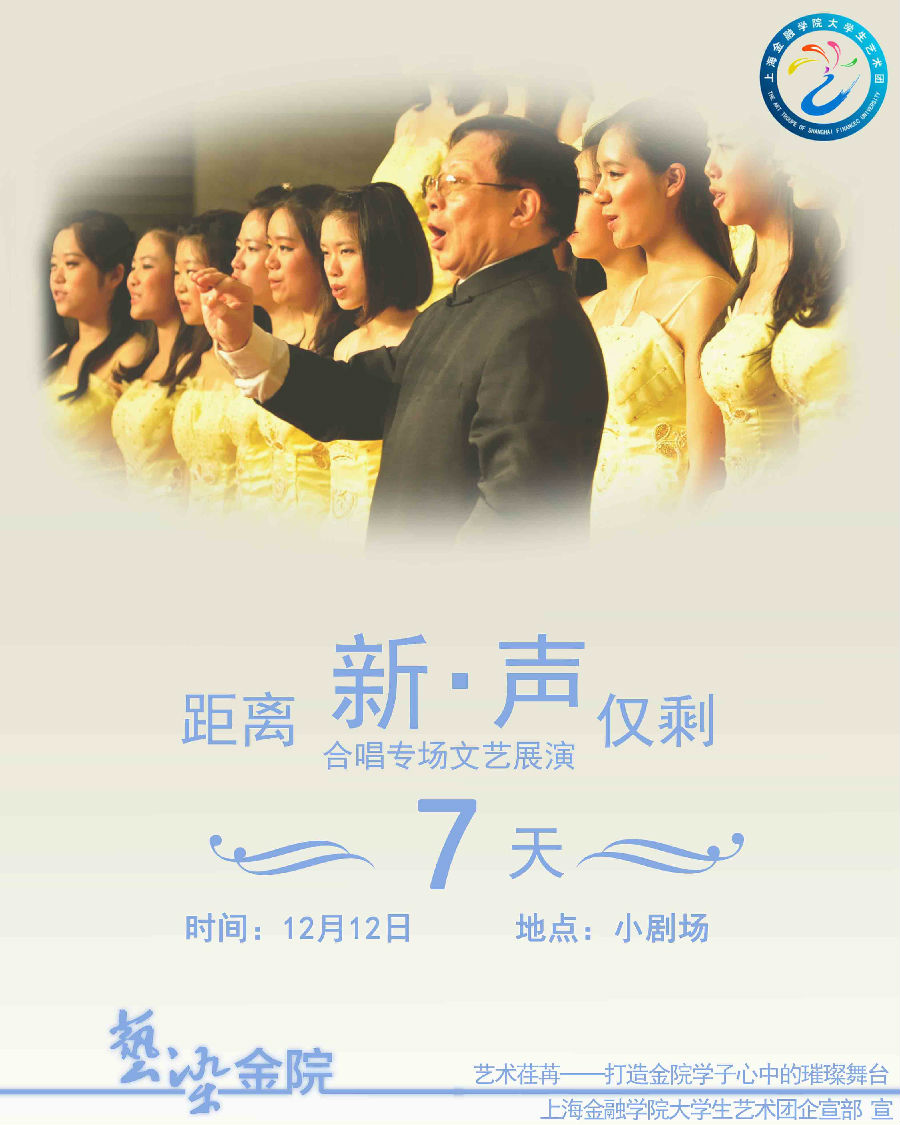 上海金融学院大学生艺术团
THE ART TROUPE OF SHANGHAI FINANCEC UNIVERSITY
距离 新·声 仅剩
合唱专场文艺展演
7 天
时间：12月12日 地点：小剧场
藝染金院
艺术荏苒——打造金院学子心中的璀璨舞台
上海金融学院大学生艺术团企宣部 宣